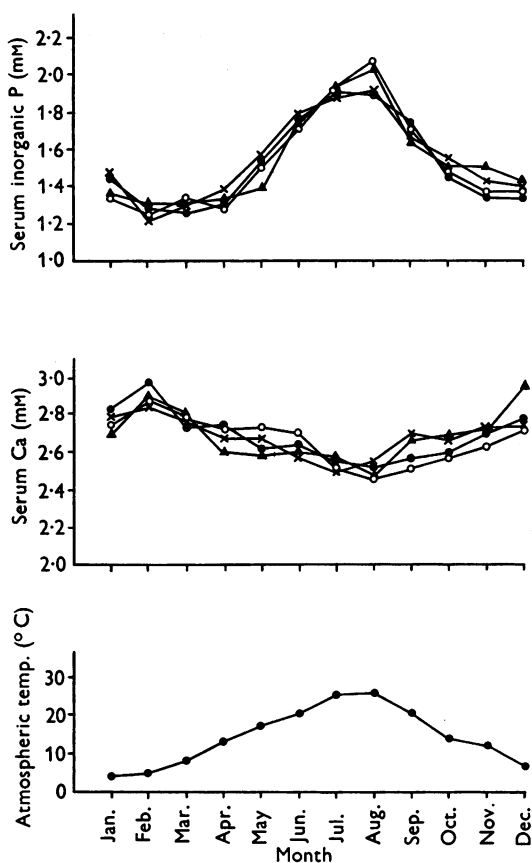 Serum inorganic P (mM)
2·2
2·0
1·8
1·6
1·4
1·2
1·0
Serum Ca (mM)
3·0
2·8
2·6
2·4
2·2
2·0
Atmospheric temp. (° C)
30
20
10
0
Jan.
Feb.
Mar.
Apr.
May
Jun.
Jul.
Aug.
Sep.
Oct.
Nov.
Dec.
Month